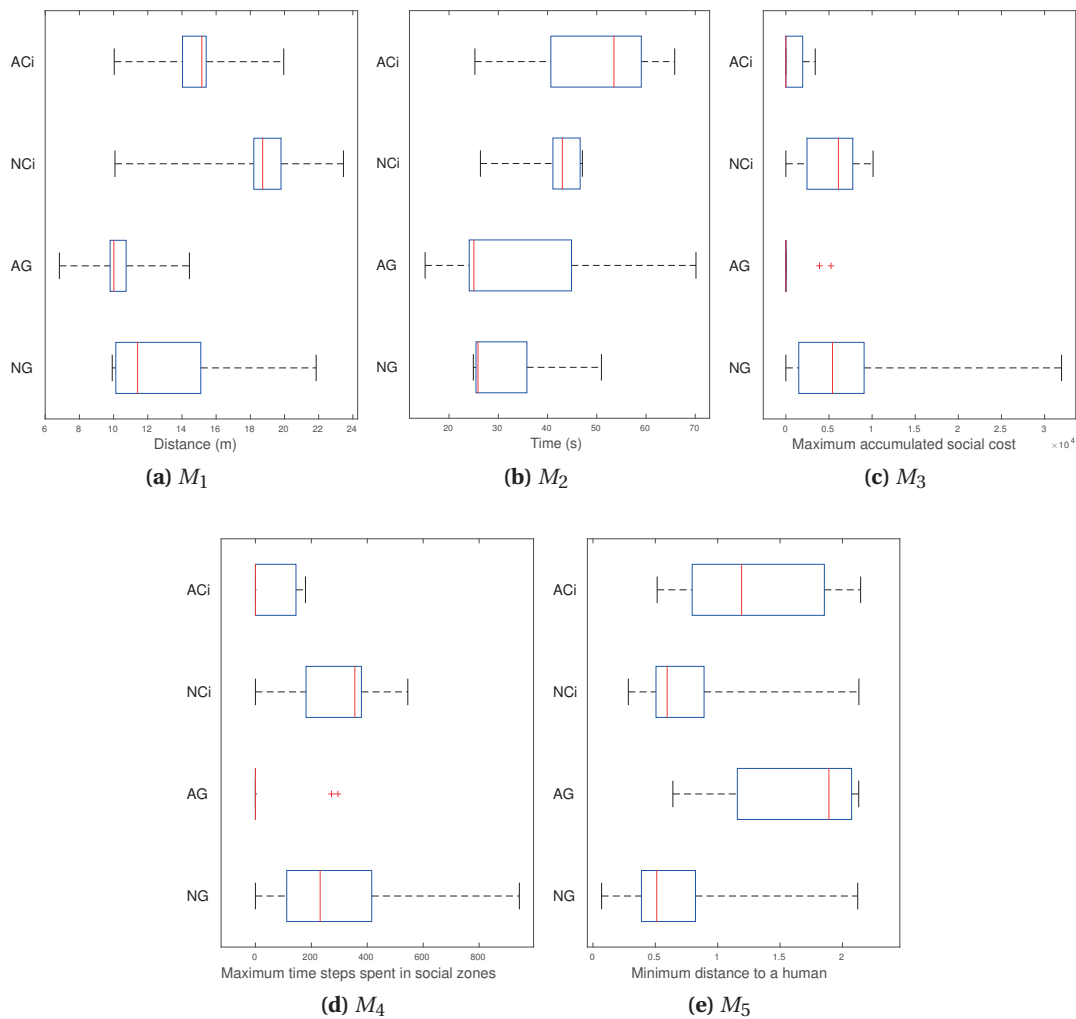 ACi
NCi
AG
NG
6 8 10 12 14 16 18 20 22 24
Distance (m)
(a) M1
ACi
NCi
AG
NG
20 30 40 50 60 70
Time (s)
(b) M2
ACi
NCi
AG
NG
0 0.5 1 1.5 2 2.5 3
Maximum accumulated social cost
×10^4
(c) M3
ACi
NCi
AG
NG
0 200 400 600 800
Maximum time steps spent in social zones
(d) M4
ACi
NCi
AG
NG
0 0.5 1 1.5 2
Minimum distance to a human
(e) M5